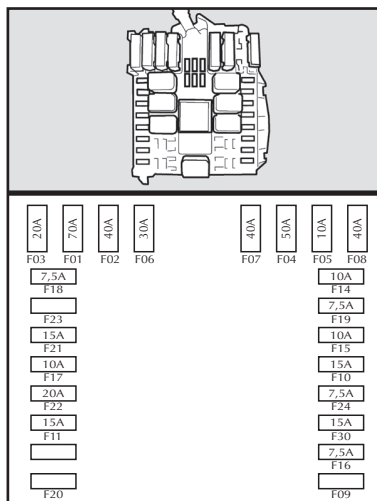 20A 70A 40A 30A 40A 50A 10A 40A
F03 F01 F02 F06 F07 F04 F05 F08
7,5A 10A
F18 F14
7,5A
F23 F19
15A 10A
F21 F15
10A 15A
F17 F10
20A 7,5A
F22 F24
15A 15A
F11 F30
7,5A
F16
F20 F09